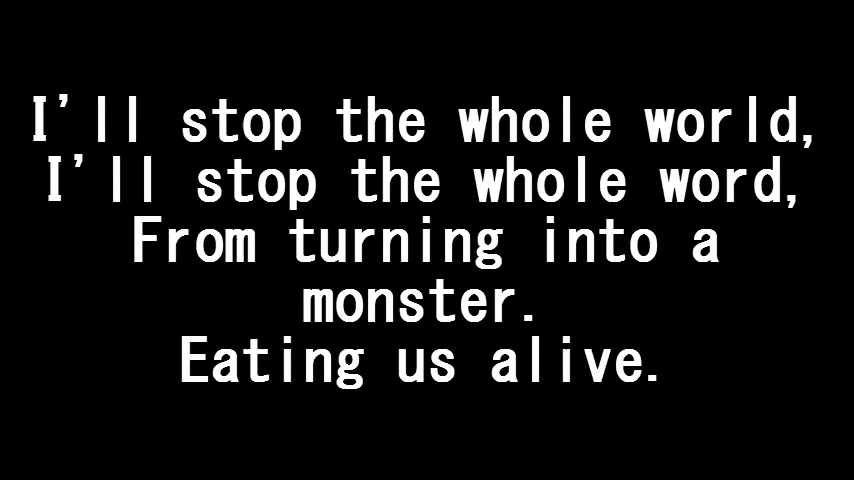 I'll stop the whole world,
I'll stop the whole word,
From turning into a
monster.
Eating us alive.